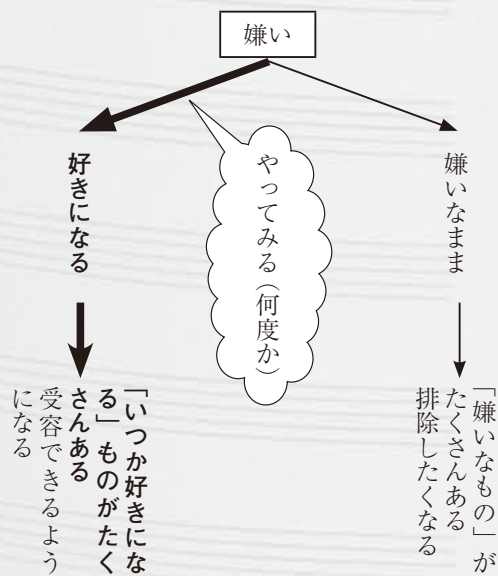 嫌い
嫌いなまま
「嫌いなもの」が
たくさんある
排除したくなる
やってみる（何度か）
好きになる
「いつか好きにな
る」ものがたく
さんある
受容できるよう
になる